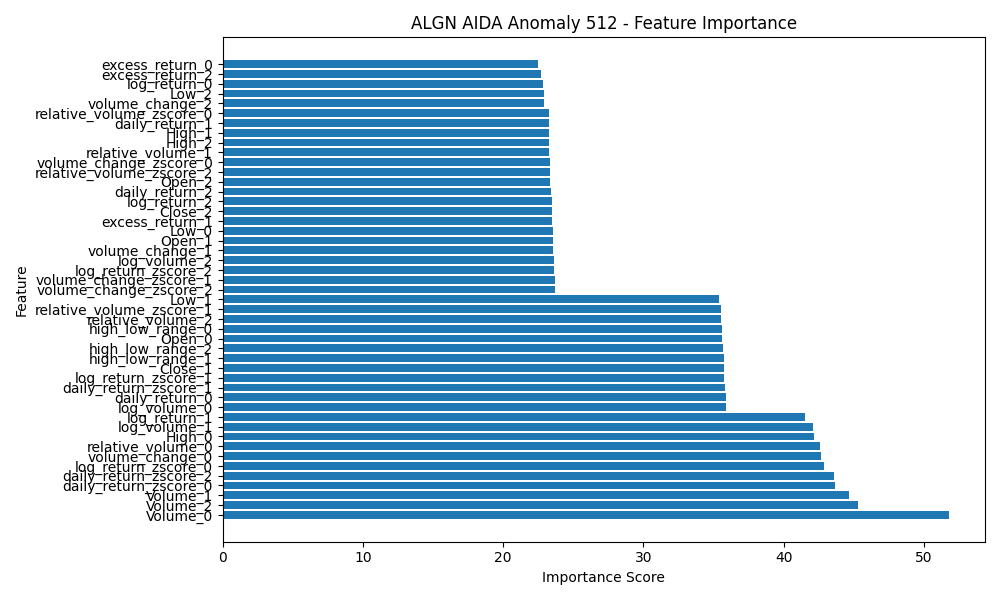 ALGN AIDA Anomaly 512 - Feature Importance
Feature
excess_return_0
excess_return_2
log_return_0
Low_2
volume_change_2
relative_volume_zscore_0
daily_return_1
High_1
High_2
relative_volume_1
volume_change_zscore_0
relative_volume_zscore_2
Open_2
daily_return_2
log_return_2
Close_2
excess_return_1
Low_0
Open_1
volume_change_1
log_volume_2
log_return_zscore_2
volume_change_zscore_1
volume_change_zscore_2
Low_1
relative_volume_zscore_1
relative_volume_2
high_low_range_0
Open_0
high_low_range_2
high_low_range_1
Close_1
log_return_zscore_1
daily_return_zscore_1
daily_return_0
log_volume_0
log_return_1
log_volume_1
High_0
relative_volume_0
volume_change_0
log_return_zscore_0
daily_return_zscore_2
daily_return_zscore_0
Volume_1
Volume_2
Volume_0
0 10 20 30 40 50
Importance Score